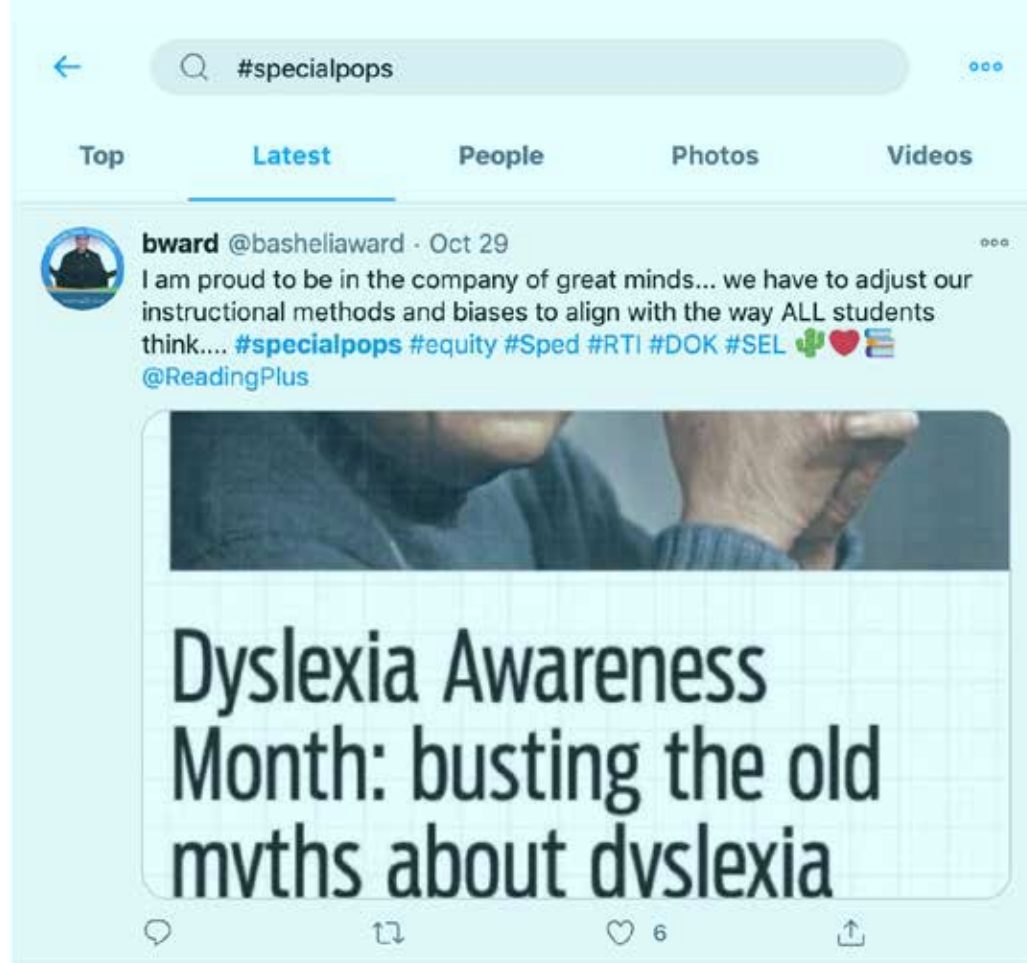 #specialpops
Top Latest People Photos Videos
bward @basheliaward · Oct 29
I am proud to be in the company of great minds... we have to adjust our
instructional methods and biases to align with the way ALL students
think.... #specialpops #equity #Sped #RTI #DOK #SEL 🌵❤️📚
@ReadingPlus
Dyslexia Awareness
Month: busting the old
myths about dyslexia
6